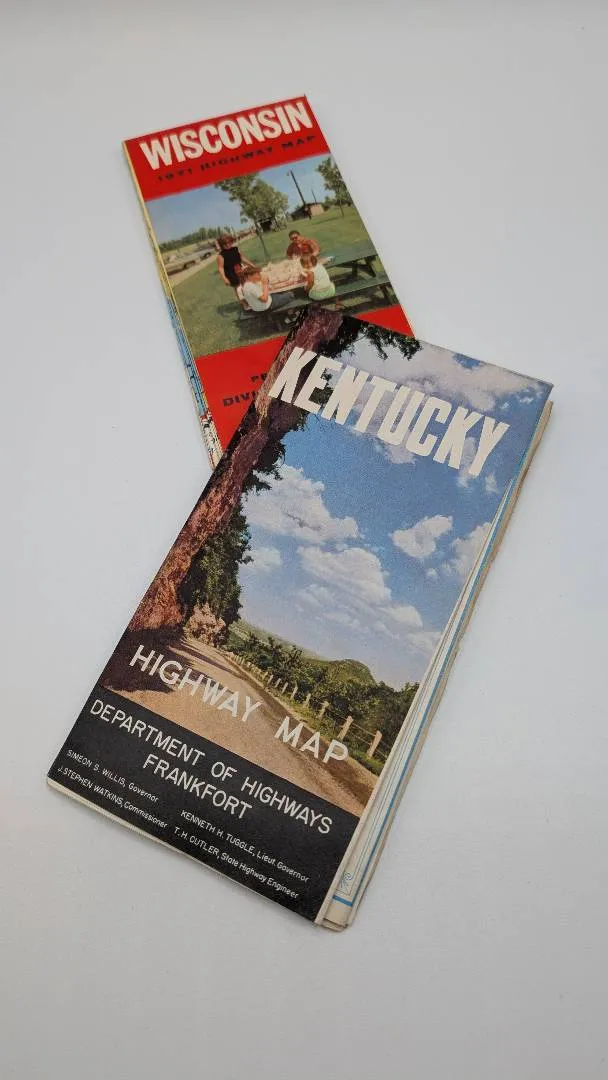 WISCONSIN
1971 HIGHWAY MAP
KENTUCKY
HIGHWAY MAP
DEPARTMENT OF HIGHWAYS
FRANKFORT
SIMEON S. WILLIS, Governor
J. STEPHEN WATKINS, Commissioner
KENNETH H. TUGGLE, Lieut. Governor
T. H. CUTLER, State Highway Engineer